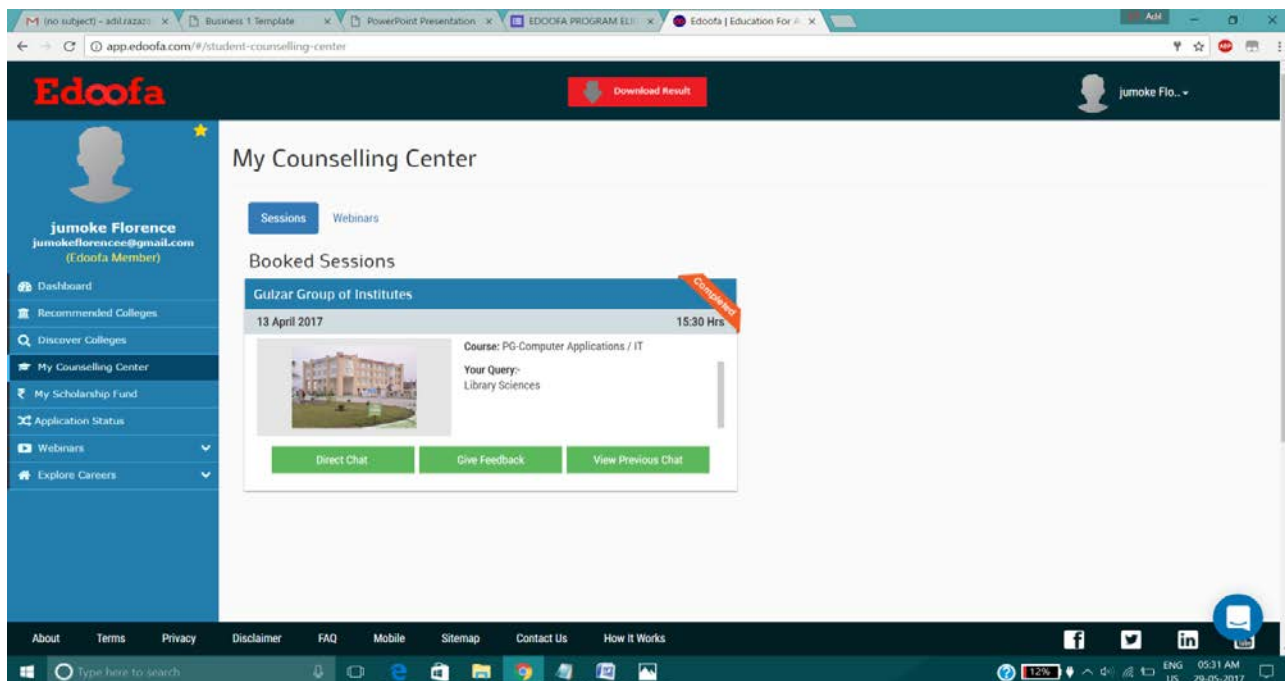 (no subject) - adil.razaz
Business 1 Template
PowerPoint Presentation
EDOOFA PROGRAM ELI
Edoofa | Education For A
Adil
app.edoofa.com/#/student-counselling-center
ABP
Edoofa
Download Result
jumoke Flo..
jumoke Florence
jumokeflorencee@gmail.com
(Edoofa Member)
Dashboard
Recommended Colleges
Discover Colleges
My Counselling Center
My Scholarship Fund
Application Status
Webinars
Explore Careers
My Counselling Center
Sessions Webinars
Booked Sessions
Gulzar Group of Institutes
Completed
13 April 2017 15:30 Hrs
Course: PG-Computer Applications / IT
Your Query:-
Library Sciences
Direct Chat Give Feedback View Previous Chat
About Terms Privacy Disclaimer FAQ Mobile Sitemap Contact Us How It Works
Type here to search
12%
ENG 05:31 AM
US 29-05-2017